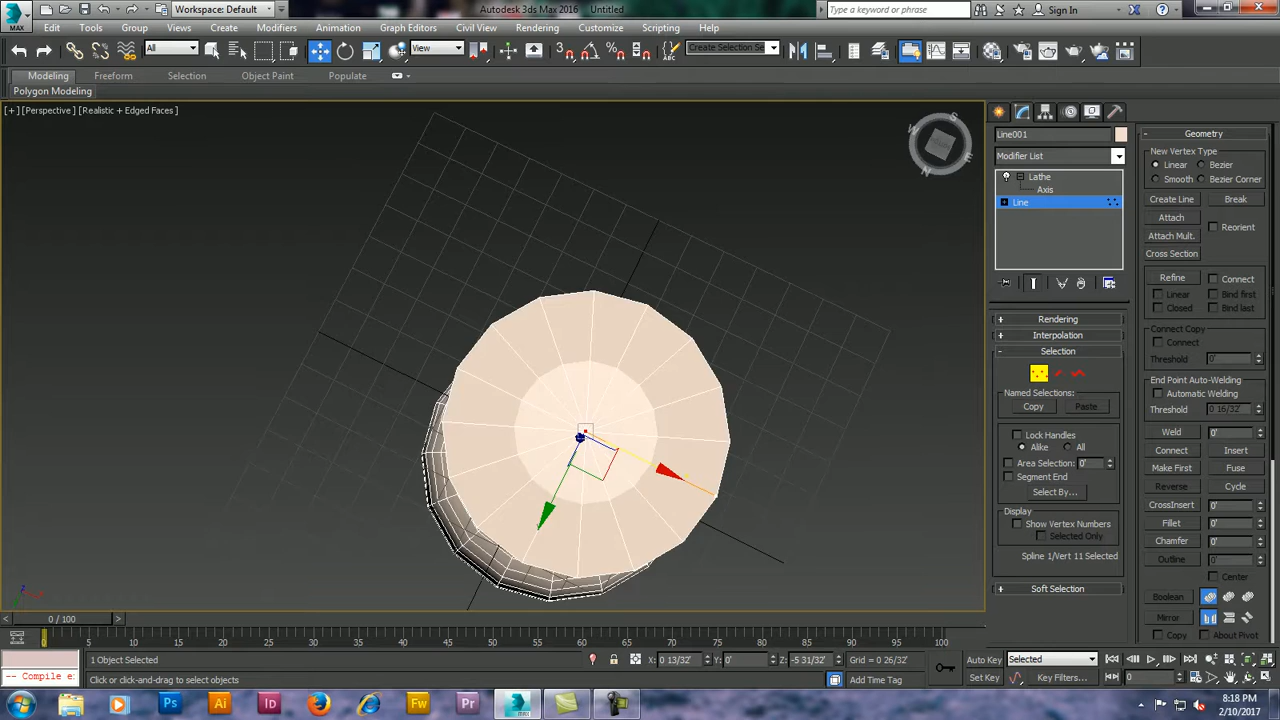 MAX Workspace: Default Autodesk 3ds Max 2016 Untitled Type a keyword or phrase Sign In
Edit Tools Group Views Create Modifiers Animation Graph Editors Civil View Rendering Customize Scripting Help
All View Create Selection Se
Modeling Freeform Selection Object Paint Populate
Polygon Modeling
[+] [Perspective] [Realistic + Edged Faces]
S
W
E
N
Line001
Modifier List
Lathe
Axis
Line
Rendering
Interpolation
Selection
Named Selections:
Copy Paste
Lock Handles
Alike All
Area Selection: 0'
Segment End
Select By...
Display
Show Vertex Numbers
Selected Only
Spline 1/Vert 11 Selected
Soft Selection
Geometry
New Vertex Type
Linear Bezier
Smooth Bezier Corner
Create Line Break
Attach
Reorient
Attach Mult.
Cross Section
Refine Connect
Linear Bind first
Closed Bind last
Connect Copy
Connect
Threshold 0'
End Point Auto-Welding
Automatic Welding
Threshold 0 16/32'
Weld 0'
Connect Insert
Make First Fuse
Reverse Cycle
CrossInsert 0'
Fillet 0'
Chamfer 0'
Outline 0'
Center
Boolean
Mirror
Copy About Pivot
0 / 100
0 5 10 15 20 25 30 35 40 45 50 55 60 65 70 75 80 85 90 95 100
1 Object Selected X: 0 13/32' Y: 0' Z: -5 31/32' Grid = 0 26/32' Auto Key Selected
-- Compile e: Click or click-and-drag to select objects Add Time Tag Set Key Key Filters... 0
Ps Ai Id Fw Pr
MAX
8:18 PM
2/10/2017